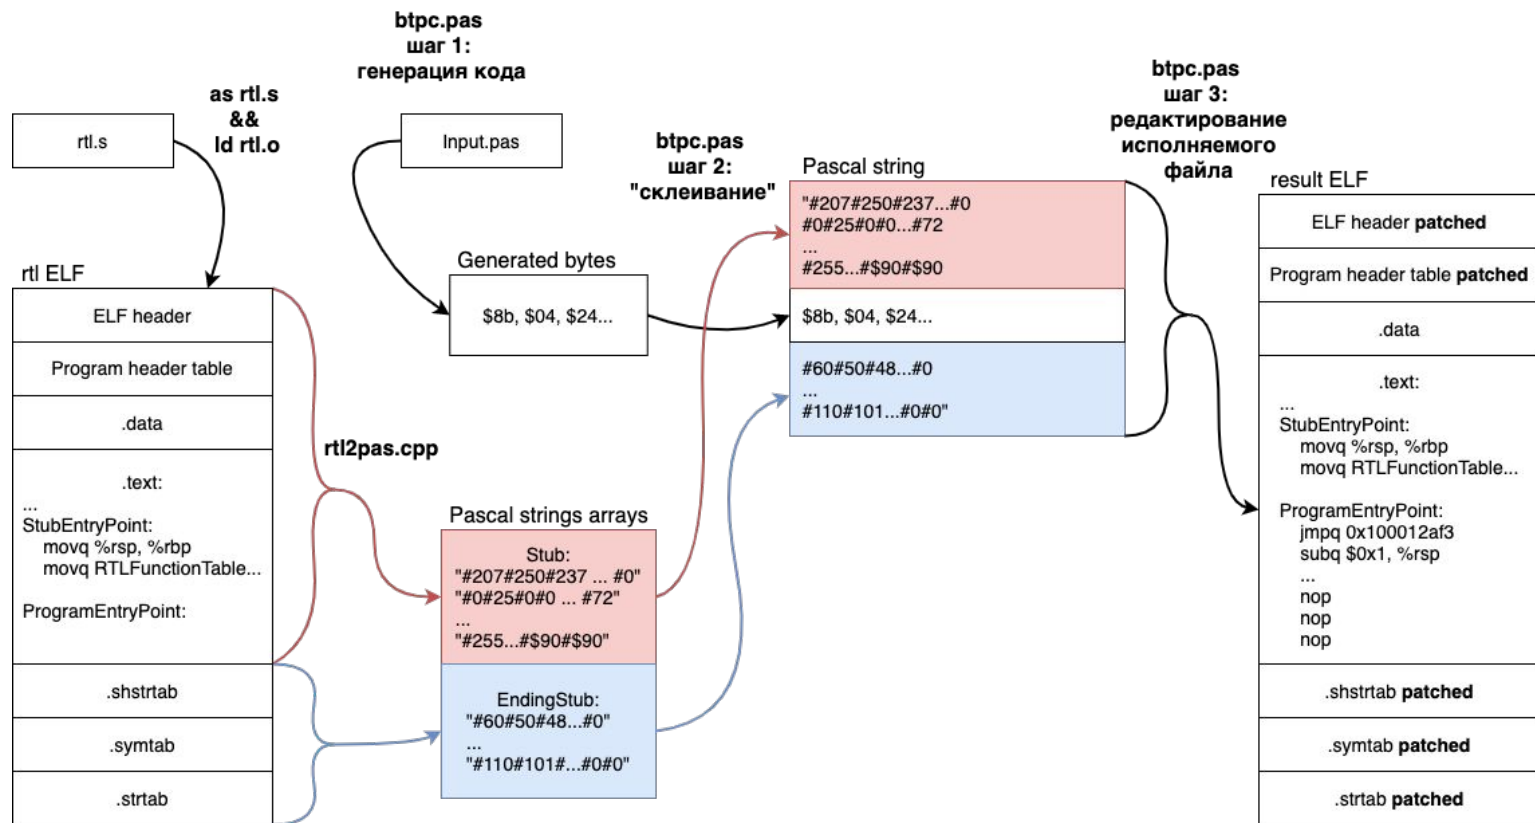 btpc.pas
шаг 1:
генерация кода
as rtl.s
&&
ld rtl.o
rtl.s
Input.pas
btpc.pas
шаг 2:
"склеивание"
btpc.pas
шаг 3:
редактирование
исполняемого
файла
rtl ELF
ELF header
Program header table
.data
.text:
...
StubEntryPoint:
movq %rsp, %rbp
movq RTLFunctionTable...
ProgramEntryPoint:
.shstrtab
.symtab
.strtab
rtl2pas.cpp
Generated bytes
$8b, $04, $24...
Pascal strings arrays
Stub:
"#207#250#237 ... #0"
"#0#25#0#0 ... #72"
...
"#255...#$90#$90"
EndingStub:
"#60#50#48...#0"
...
"#110#101#...#0#0"
Pascal string
"#207#250#237...#0
#0#25#0#0...#72
...
#255...#$90#$90
$8b, $04, $24...
#60#50#48...#0
...
#110#101...#0#0"
result ELF
ELF header patched
Program header table patched
.data
.text:
...
StubEntryPoint:
movq %rsp, %rbp
movq RTLFunctionTable...
ProgramEntryPoint:
jmpq 0x100012af3
subq $0x1, %rsp
...
nop
nop
nop
.shstrtab patched
.symtab patched
.strtab patched